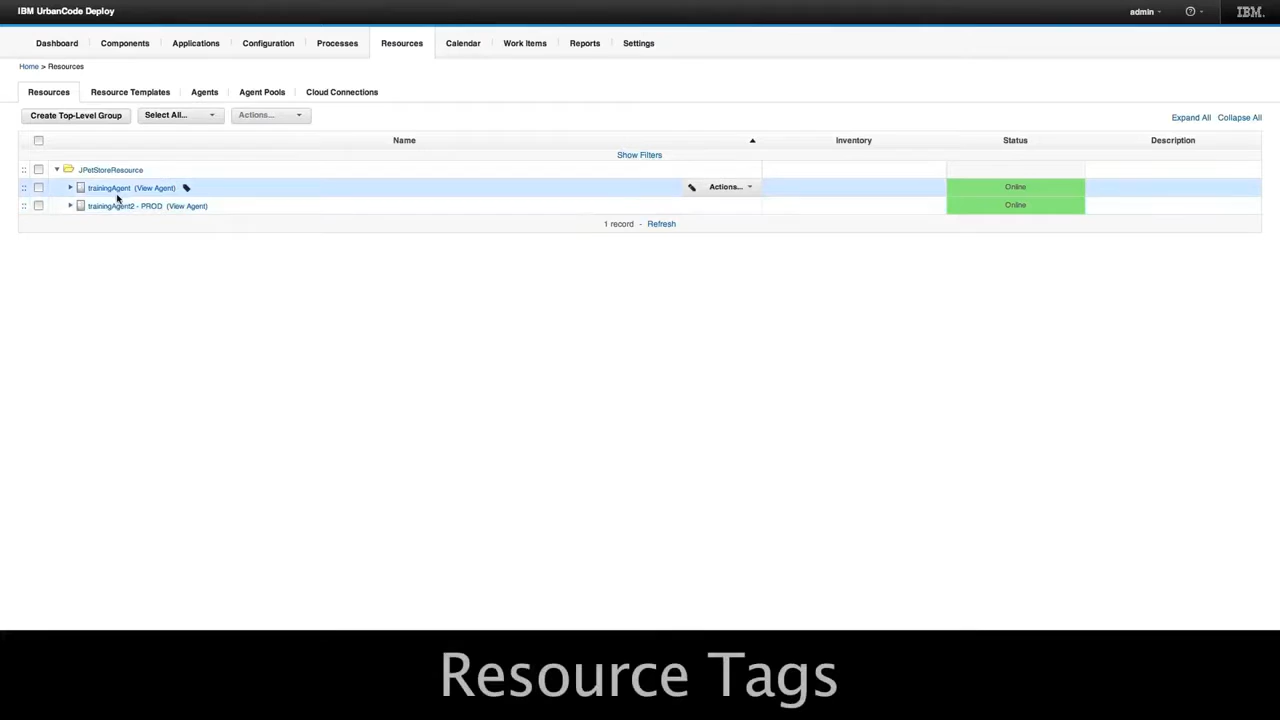 IBM UrbanCode Deploy
admin
IBM
Dashboard
Components
Applications
Configuration
Processes
Resources
Calendar
Work Items
Reports
Settings
Home > Resources
Resources
Resource Templates
Agents
Agent Pools
Cloud Connections
Create Top-Level Group
Select All...
Actions...
Expand All
Collapse All
Name
Inventory
Status
Description
Show Filters
JPetStoreResource
trainingAgent (View Agent)
Actions...
Online
trainingAgent2 - PROD (View Agent)
Online
1 record - Refresh
Resource Tags